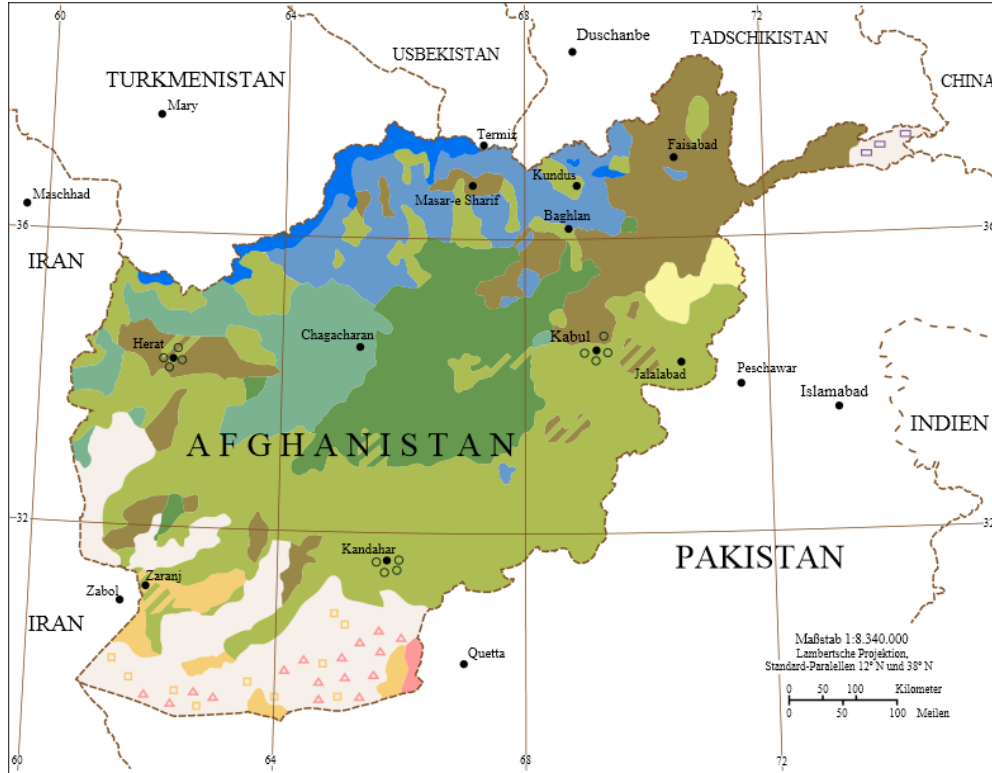 60
64
68
72
Duschanbe
TADSCHIKISTAN
USBEKISTAN
TURKMENISTAN
CHINA
Mary
Termiz
Faisabad
Maschhad
Masar-e Sharif
Kundus
Baghlan
36
36
IRAN
Herat
Chagacharan
Kabul
Jalalabad
Peschawar
Islamabad
INDIEN
AFGHANISTAN
32
32
Kandahar
PAKISTAN
Zaranj
Zabol
IRAN
Quetta
Maßstab 1:8.340.000
Lambertsche Projektion,
Standard-Paralellen 12° N und 38° N
0 50 100 Kilometer
0 50 100 Meilen
60
64
68
72